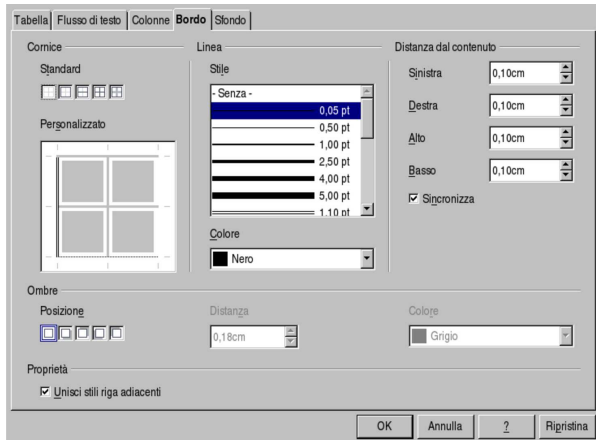 Tabella Flusso di testo Colonne Bordo Sfondo
Cornice
Standard
Personalizzato
Linea
Stile
- Senza -
0,05 pt
0,50 pt
1,00 pt
2,50 pt
4,00 pt
5,00 pt
1,10 pt
Colore
Nero
Distanza dal contenuto
Sinistra 0,10cm
Destra 0,10cm
Alto 0,10cm
Basso 0,10cm
Sincronizza
Ombre
Posizione
Distanza
0,18cm
Colore
Grigio
Proprietà
Unisci stili riga adiacenti
OK Annulla ? Ripristina